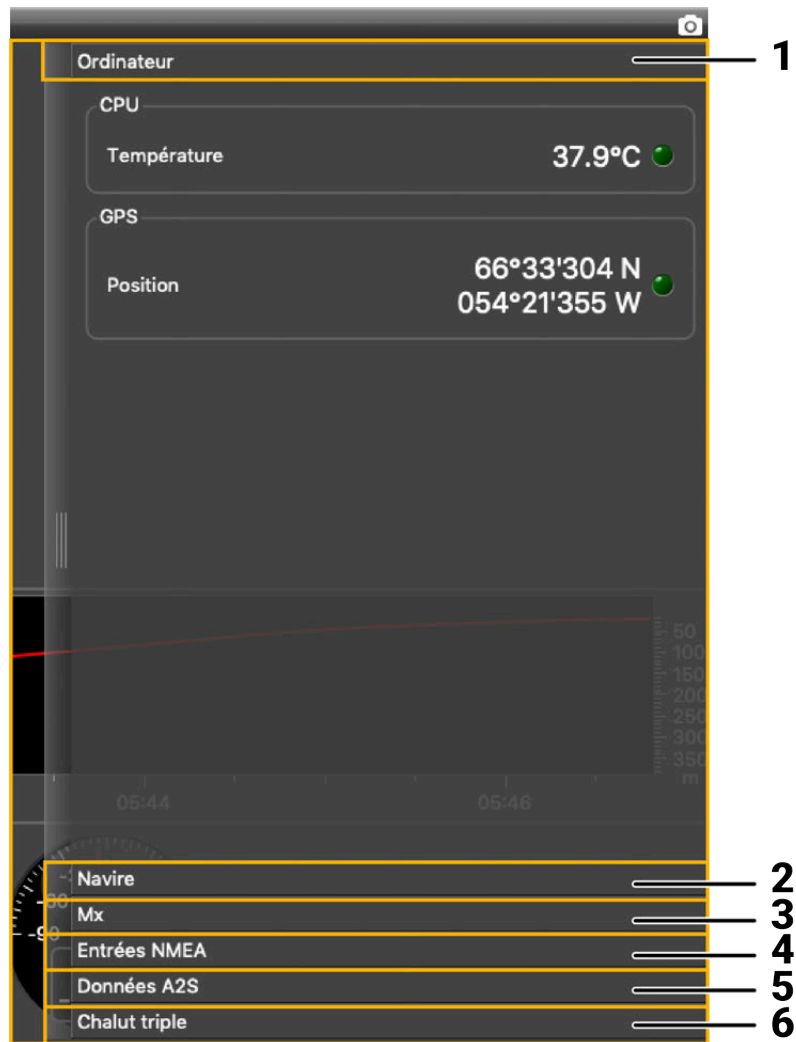 Ordinateur
1
CPU
Température
37.9°C
GPS
Position
66°33'304 N
054°21'355 W
50
100
150
200
250
300
350
m
05:44
05:46
Navire
2
Mx
3
Entrées NMEA
4
Données A2S
5
Chalut triple
6